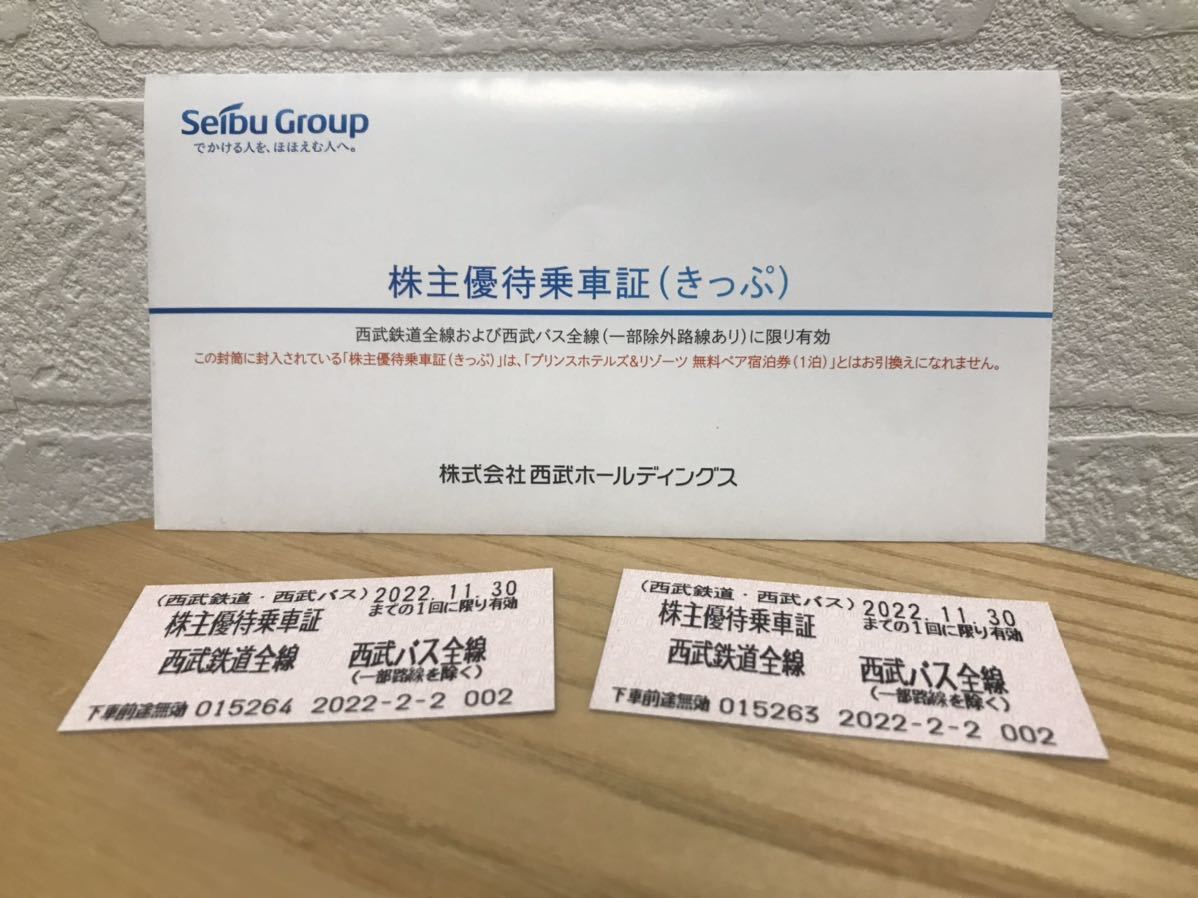 Seibu Group
でかける人を、ほほえむ人へ。
株主優待乗車証(きっぷ)
西武鉄道全線および西武バス全線(一部除外路線あり)に限り有効
この封筒に封入されている「株主優待乗車証(きっぷ)」は、「プリンスホテルズ&リゾーツ 無料ペア宿泊券(1泊)」とはお引換えになれません。
株式会社西武ホールディングス
(西武鉄道・西武バス) 2022.11.30
株主優待乗車証 までの1回に限り有効
西武鉄道全線 西武バス全線
(一部路線を除く)
下車前途無効 015264 2022-2-2 002
(西武鉄道・西武バス) 2022.11.30
株主優待乗車証 までの1回に限り有効
西武鉄道全線 西武バス全線
(一部路線を除く)
下車前途無効 015263 2022-2-2 002